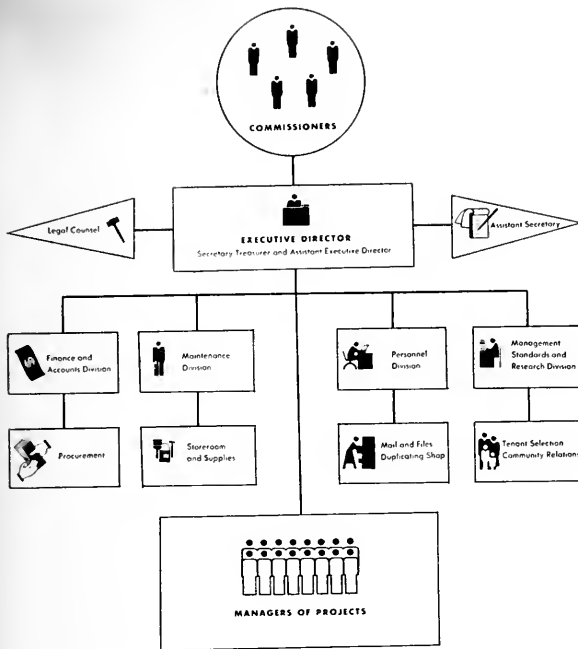 COMMISSIONERS
Legal Counsel
EXECUTIVE DIRECTOR
Secretary Treasurer and Assistant Executive Director
Assistant Secretary
Finance and
Accounts Division
Maintenance
Division
Personnel
Division
Management
Standards and
Research Division
Procurement
Storeroom
and Supplies
Mail and Files
Duplicating Shop
Tenant Selection
Community Relations
MANAGERS OF PROJECTS